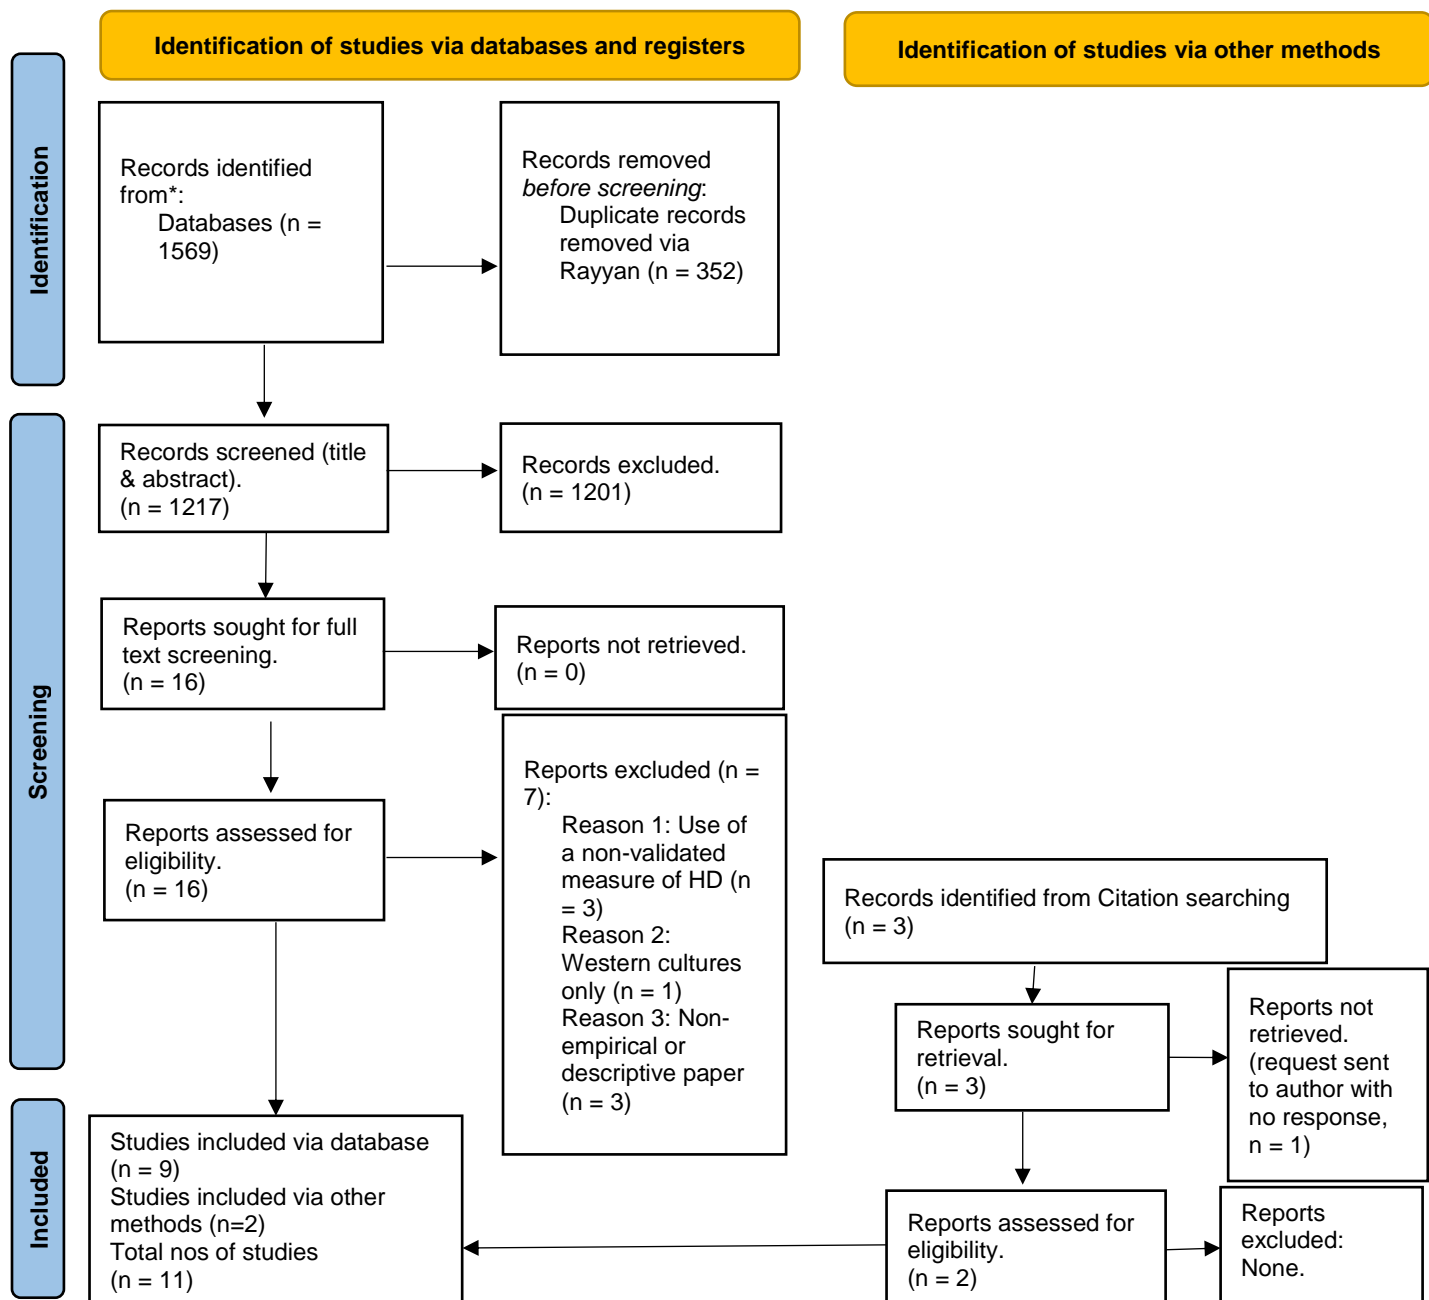 Identification of studies via databases and registers
Identification of studies via other methods
Identification
Records identified
from*:
Databases (n =
1569)
Records removed
before screening:
Duplicate records
removed via
Rayyan (n = 352)
Screening
Records screened (title
& abstract).
(n = 1217)
Records excluded.
(n = 1201)
Reports sought for full
text screening.
(n = 16)
Reports not retrieved.
(n = 0)
Reports assessed for
eligibility.
(n = 16)
Reports excluded (n =
7):
Reason 1: Use of
a non-validated
measure of HD (n
= 3)
Reason 2:
Western cultures
only (n = 1)
Reason 3: Non-
empirical or
descriptive paper
(n = 3)
Records identified from Citation searching
(n = 3)
Reports sought for
retrieval.
(n = 3)
Reports not
retrieved.
(request sent
to author with
no response,
n = 1)
Included
Studies included via database
(n = 9)
Studies included via other
methods (n=2)
Total nos of studies
(n = 11)
Reports assessed for
eligibility.
(n = 2)
Reports
excluded:
None.